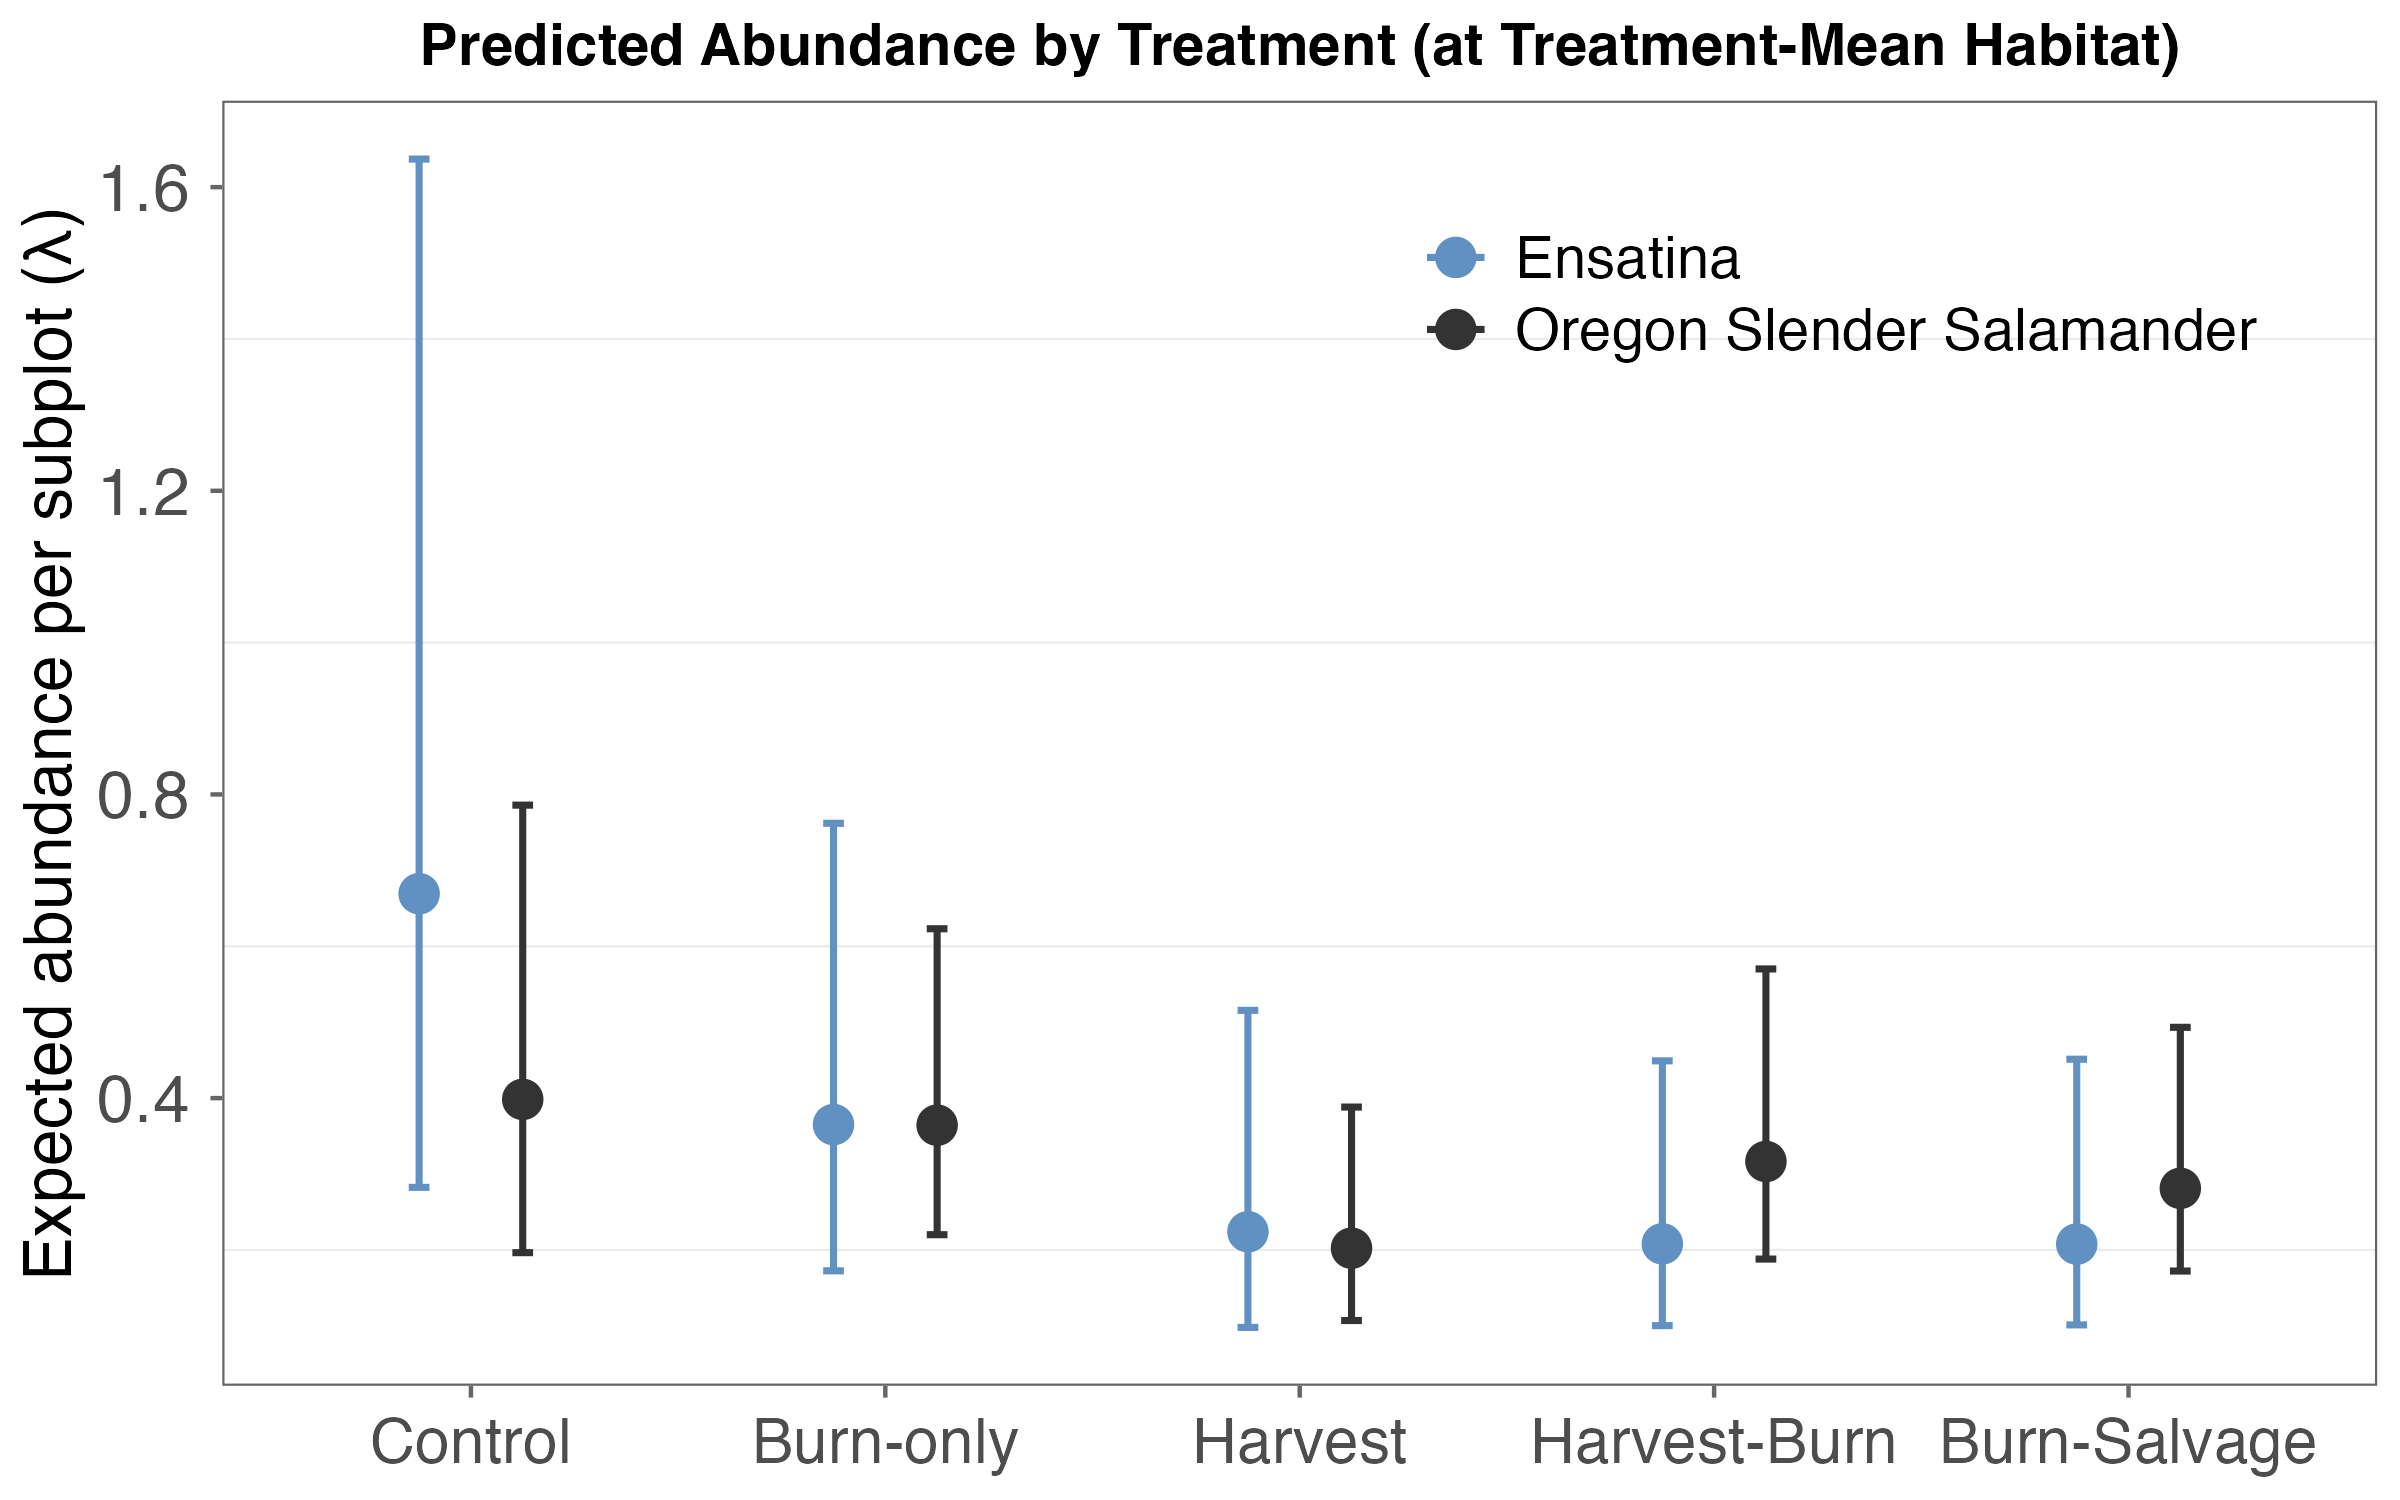 Predicted Abundance by Treatment (at Treatment-Mean Habitat)
Expected abundance per subplot (λ)
1.6
1.2
0.8
0.4
Ensatina
Oregon Slender Salamander
Control
Burn-only
Harvest
Harvest-Burn
Burn-Salvage